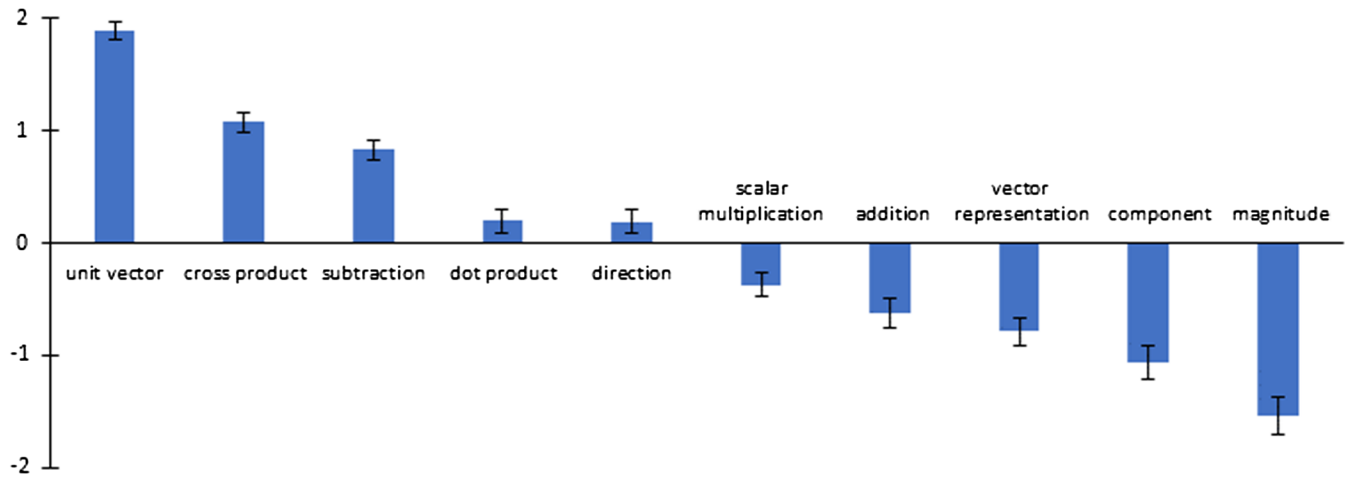 2
1
0
-1
-2
unit vector
cross product
subtraction
dot product
direction
scalar
multiplication
addition
vector
representation
component
magnitude